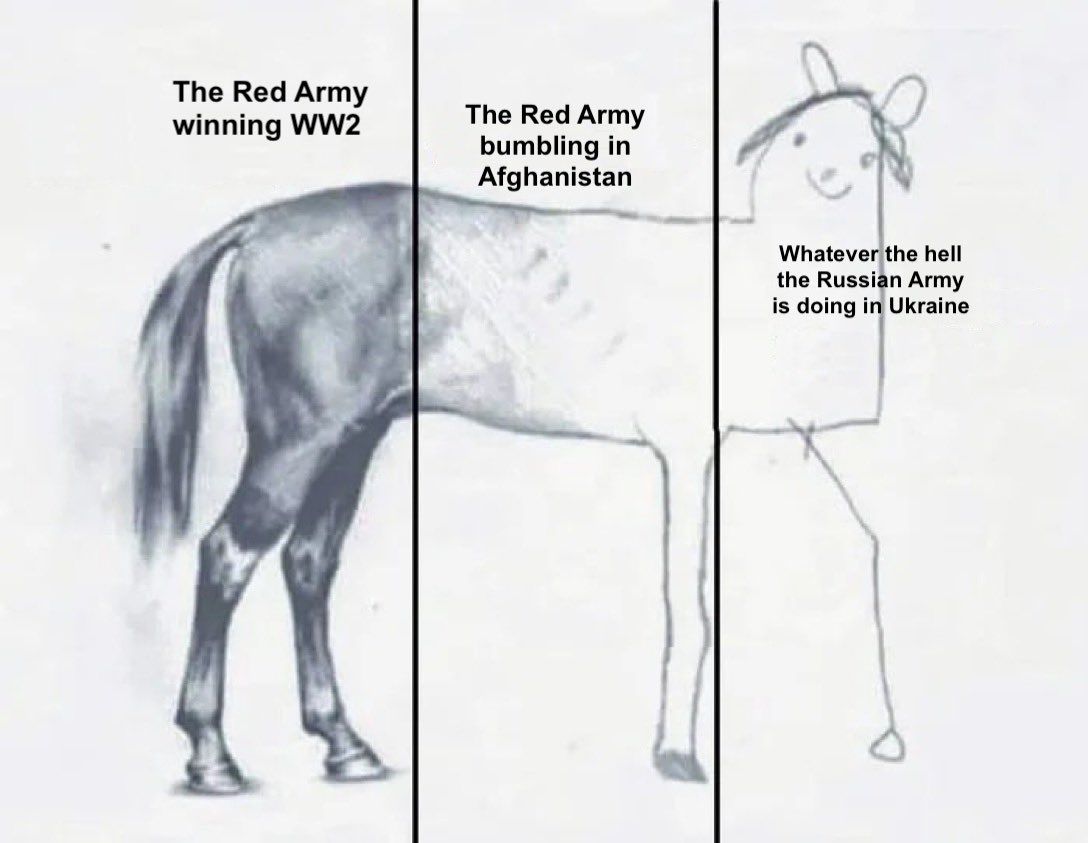 The Red Army
winning WW2
The Red Army
bumbling in
Afghanistan
Whatever the hell
the Russian Army
is doing in Ukraine